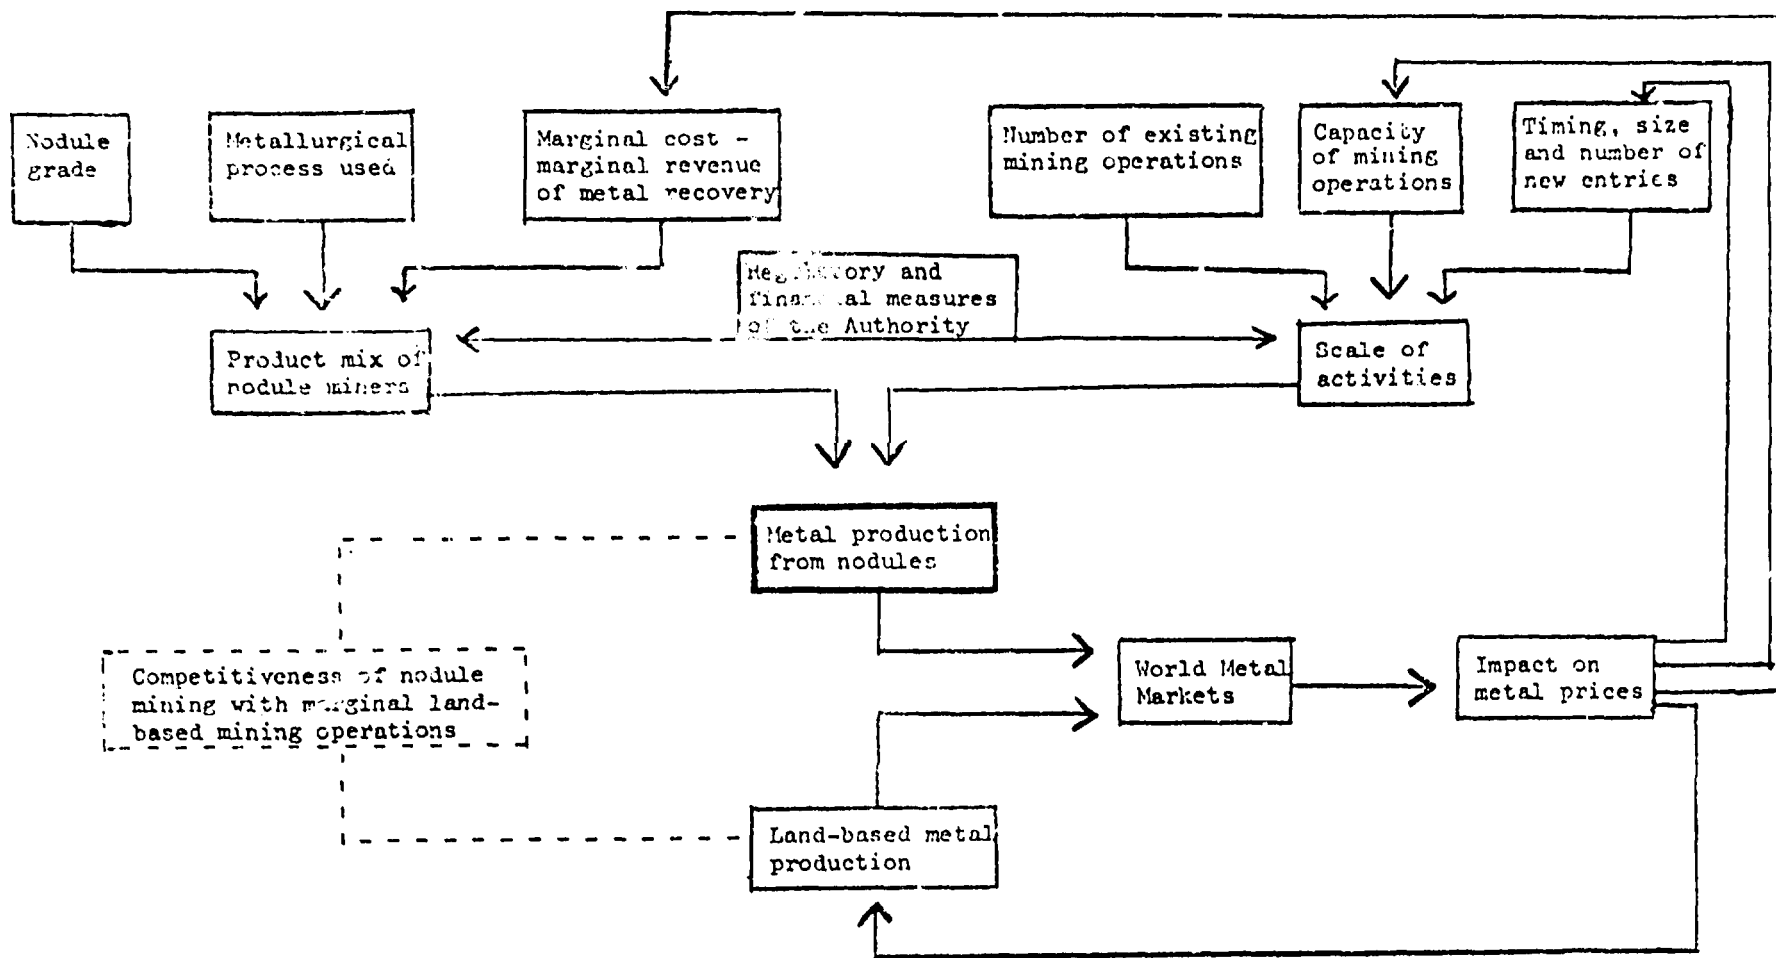 Nodule
grade
Metallurgical
process used
Marginal cost -
marginal revenue
of metal recovery
Number of existing
mining operations
Capacity
of mining
operations
Timing, size
and number of
new entries
Regulatory and
financial measures
of the Authority
Product mix of
nodule miners
Scale of
activities
Metal production
from nodules
Competitiveness of nodule
mining with marginal land-
based mining operations
World Metal
Markets
Impact on
metal prices
Land-based metal
production